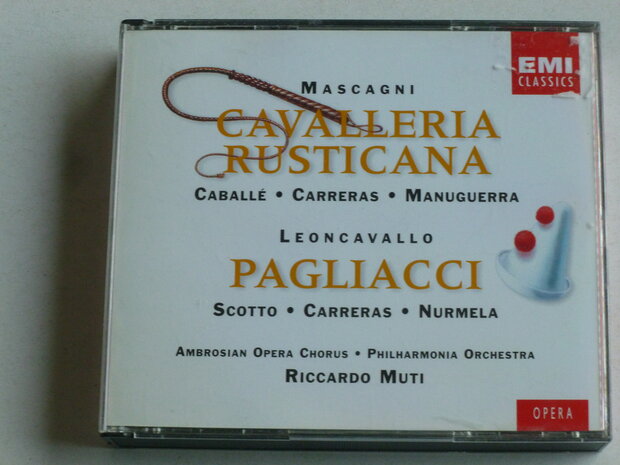 EMI
CLASSICS
MASCAGNI
CAVALLERIA
RUSTICANA
CABALLÉ • CARRERAS • MANUGUERRA
LEONCAVALLO
PAGLIACCI
SCOTTO • CARRERAS • NURMELA
AMBROSIAN OPERA CHORUS • PHILHARMONIA ORCHESTRA
RICCARDO MUTI
OPERA